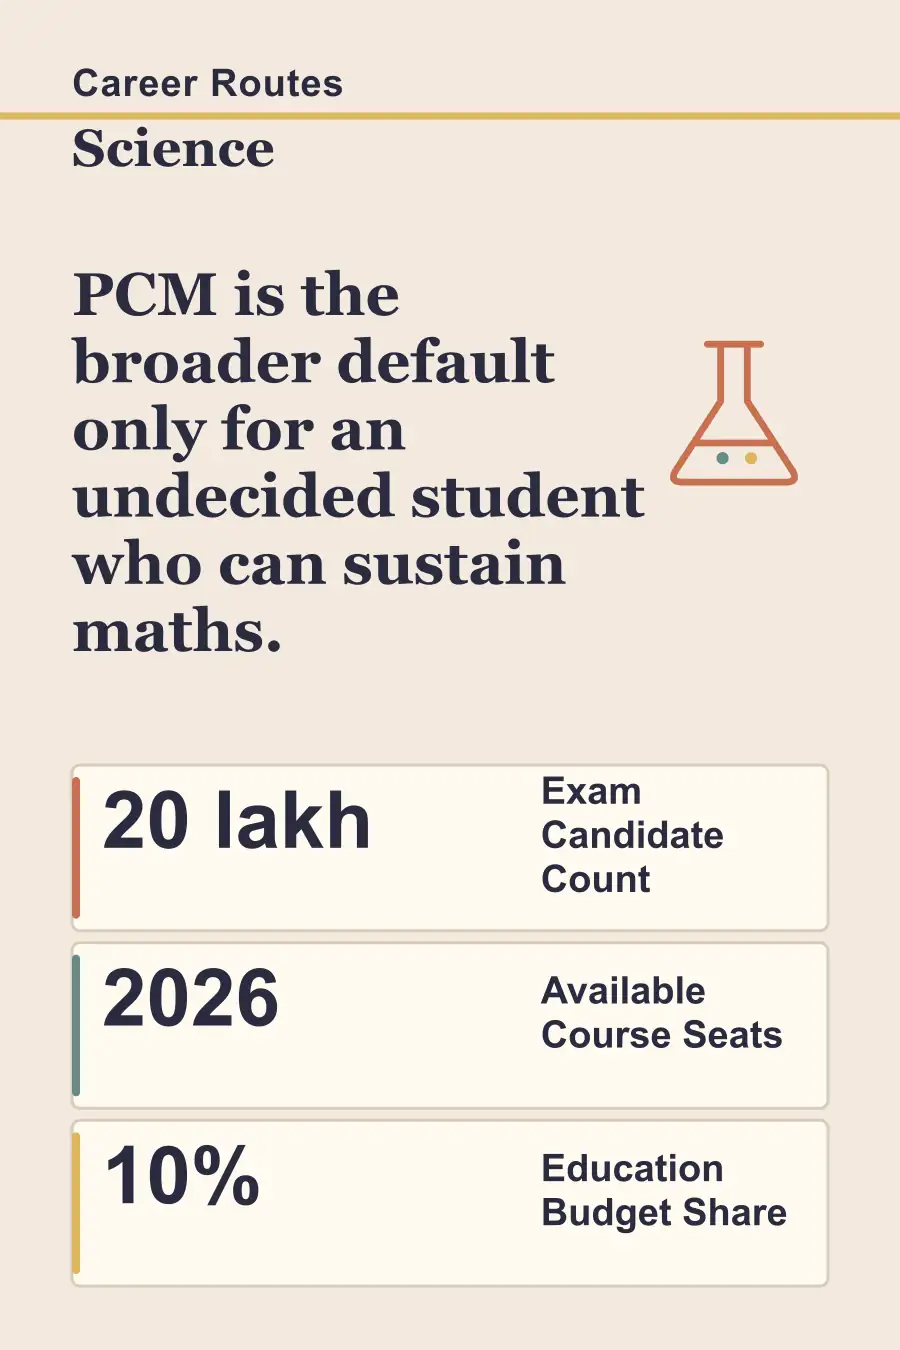 Career Routes
Science
PCM is the
broader default
only for an
undecided student
who can sustain
maths.
20 lakh
Exam
Candidate
Count
2026
Available
Course Seats
10%
Education
Budget Share